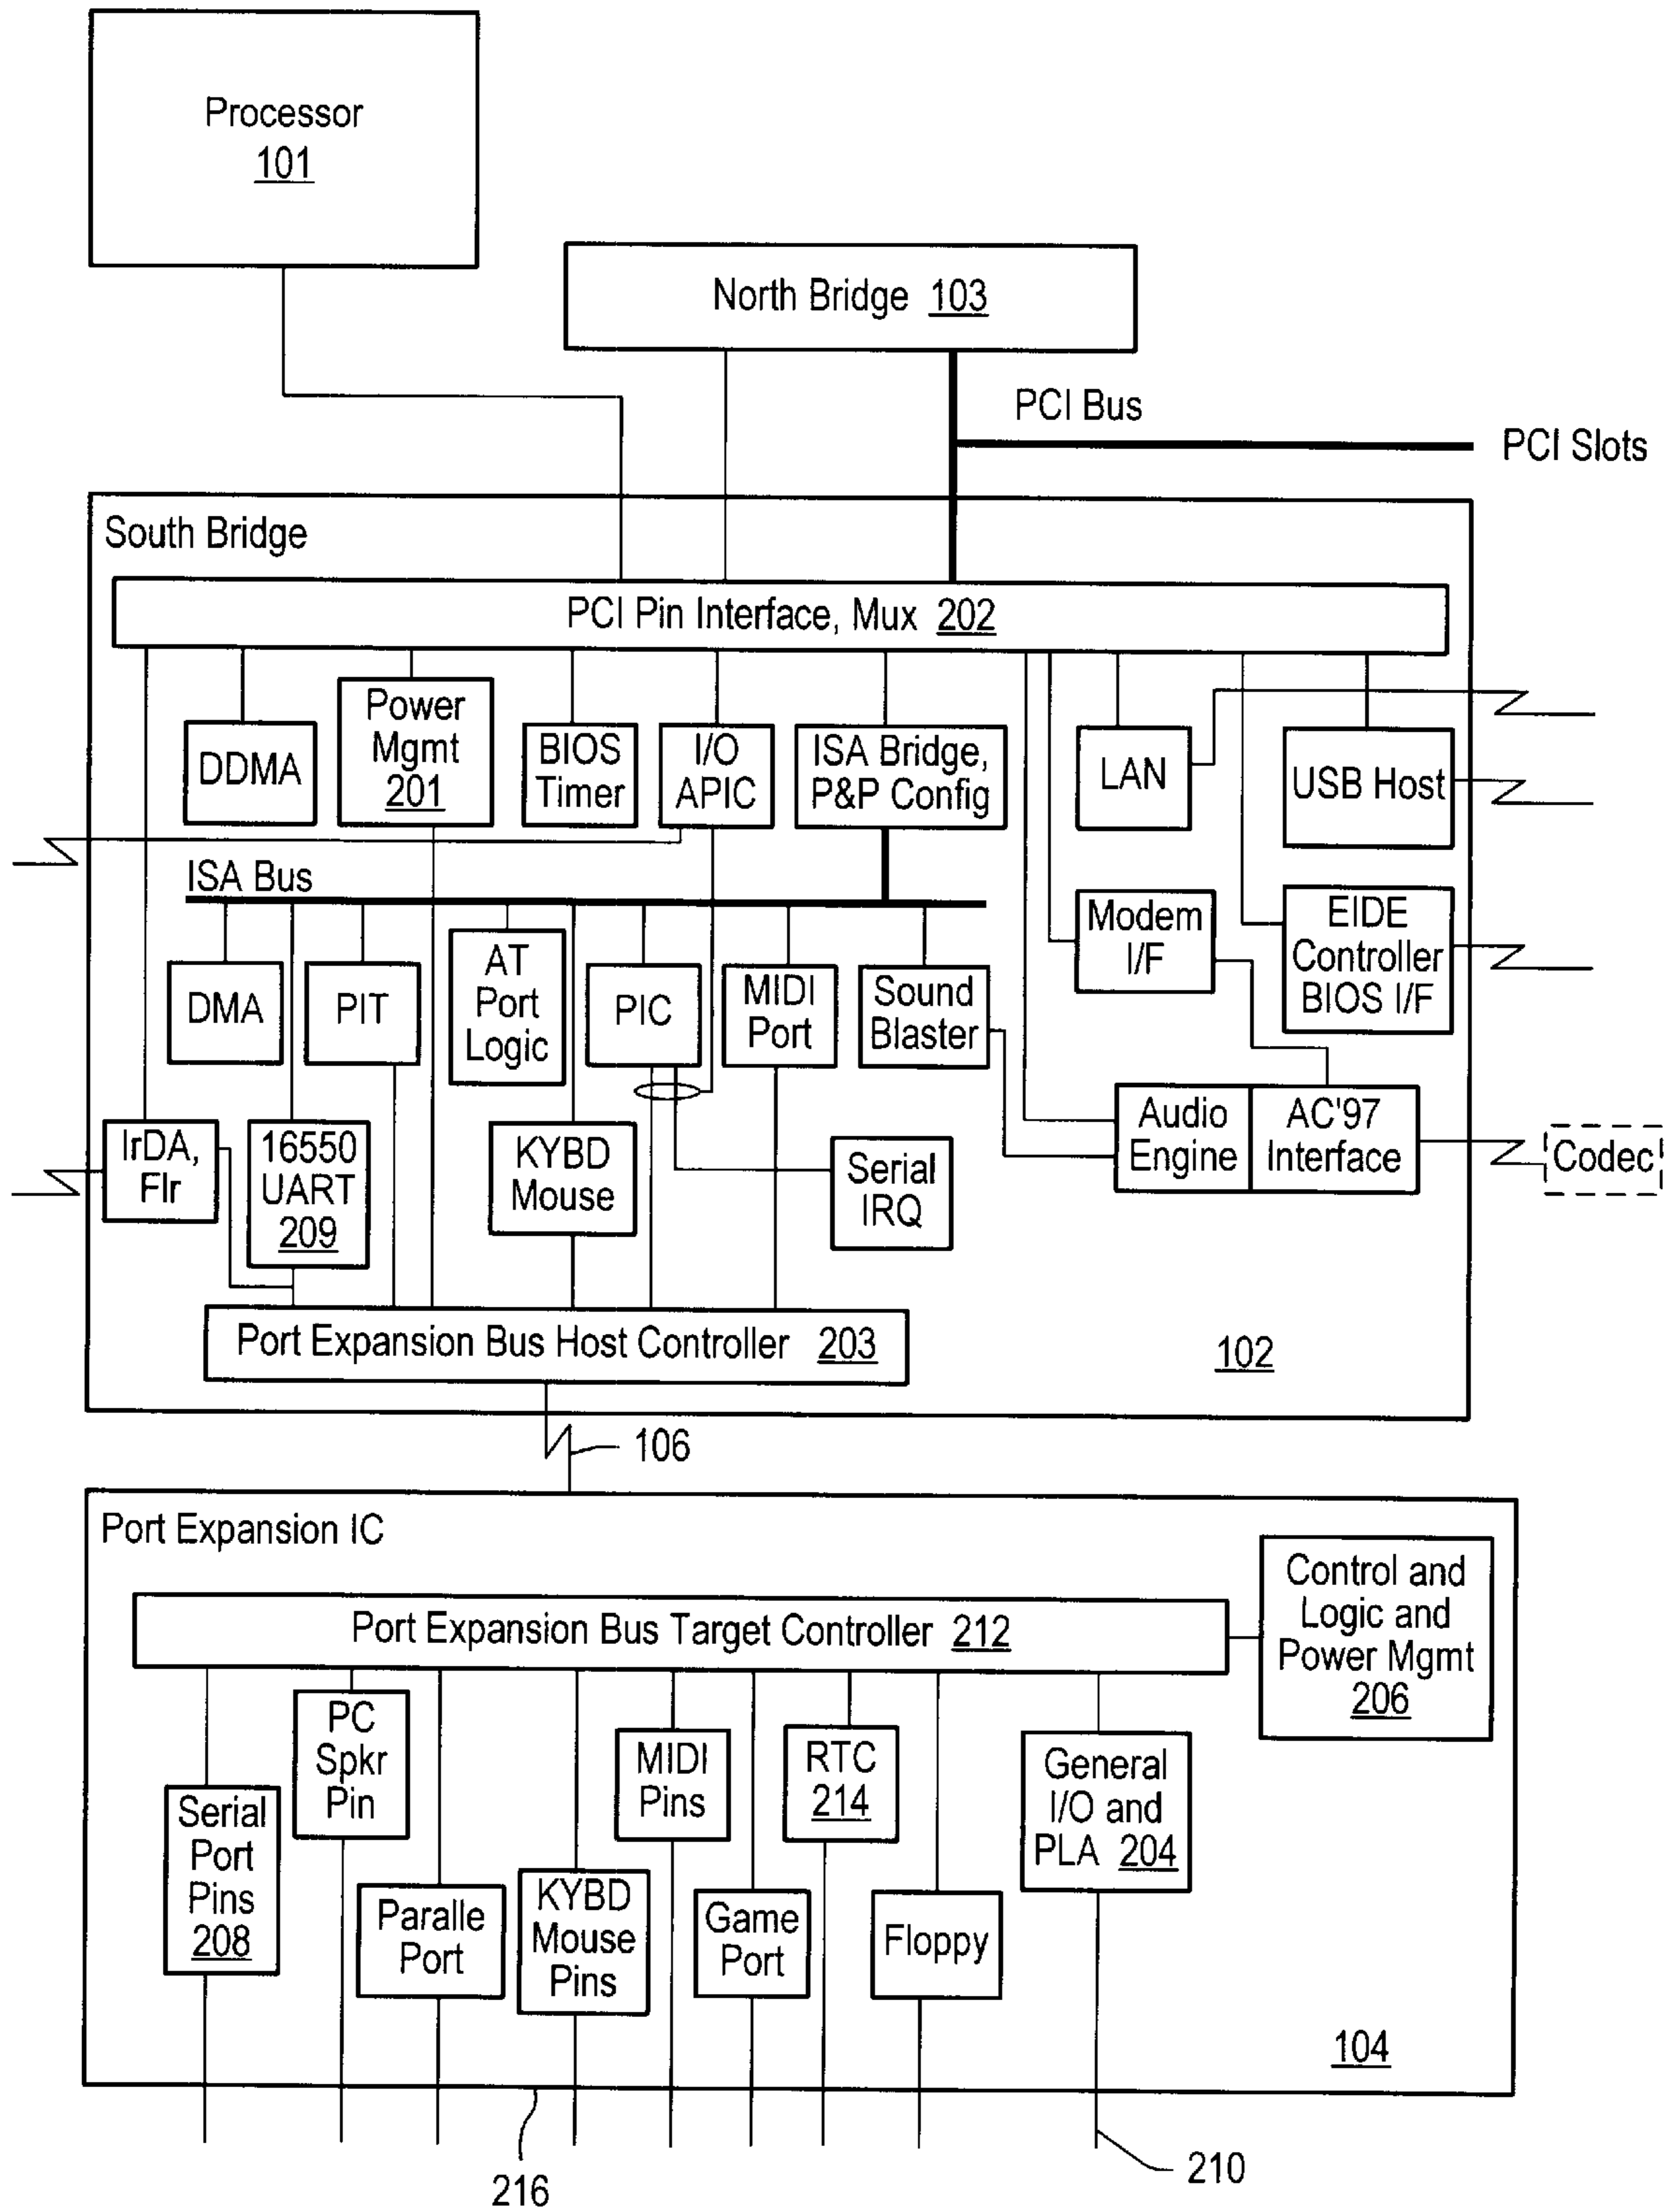 Processor
101
North Bridge 103
PCI Bus
PCI Slots
South Bridge
PCI Pin Interface, Mux 202
DDMA
Power
Mgmt
201
BIOS
Timer
I/O
APIC
ISA Bridge,
P&P Config
LAN
USB Host
ISA Bus
DMA
PIT
AT
Port
Logic
PIC
MIDI
Port
Sound
Blaster
Modem
I/F
EIDE
Controller
BIOS I/F
IrDA,
FIr
16550
UART
209
KYBD
Mouse
Serial
IRQ
Audio
Engine
AC'97
Interface
Codec
Port Expansion Bus Host Controller 203
102
106
Port Expansion IC
Port Expansion Bus Target Controller 212
Control and
Logic and
Power Mgmt
206
Serial
Port
Pins
208
PC
Spkr
Pin
Paralle
Port
KYBD
Mouse
Pins
MIDI
Pins
Game
Port
RTC
214
Floppy
General
I/O and
PLA 204
104
216
210